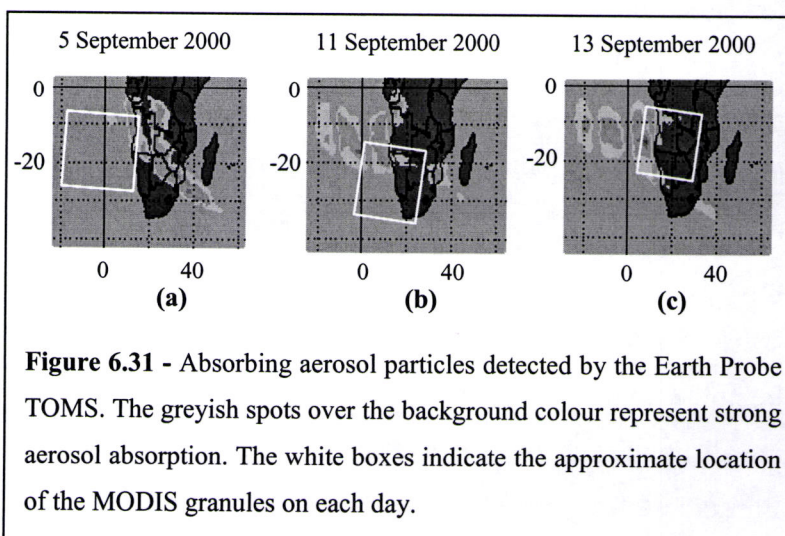 5 September 2000 11 September 2000 13 September 2000
0 0 0
-20 -20 -20
0 40 0 40 0 40
(a) (b) (c)
Figure 6.31 - Absorbing aerosol particles detected by the Earth Probe
TOMS. The greyish spots over the background colour represent strong
aerosol absorption. The white boxes indicate the approximate location
of the MODIS granules on each day.